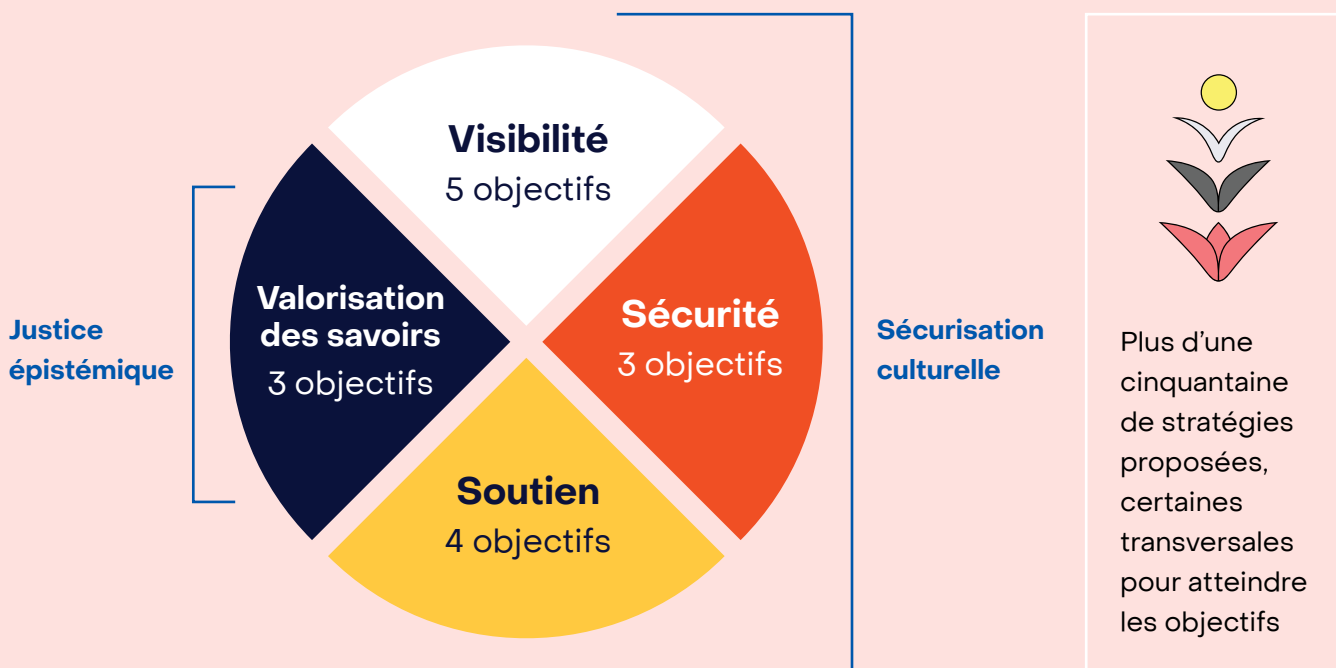 Visibilité
5 objectifs
Valorisation
des savoirs
3 objectifs
Sécurité
3 objectifs
Soutien
4 objectifs
Justice
épistémique
Sécurisation
culturelle
Plus d’une
cinquantaine
de stratégies
proposées,
certaines
transversales
pour atteindre
les objectifs